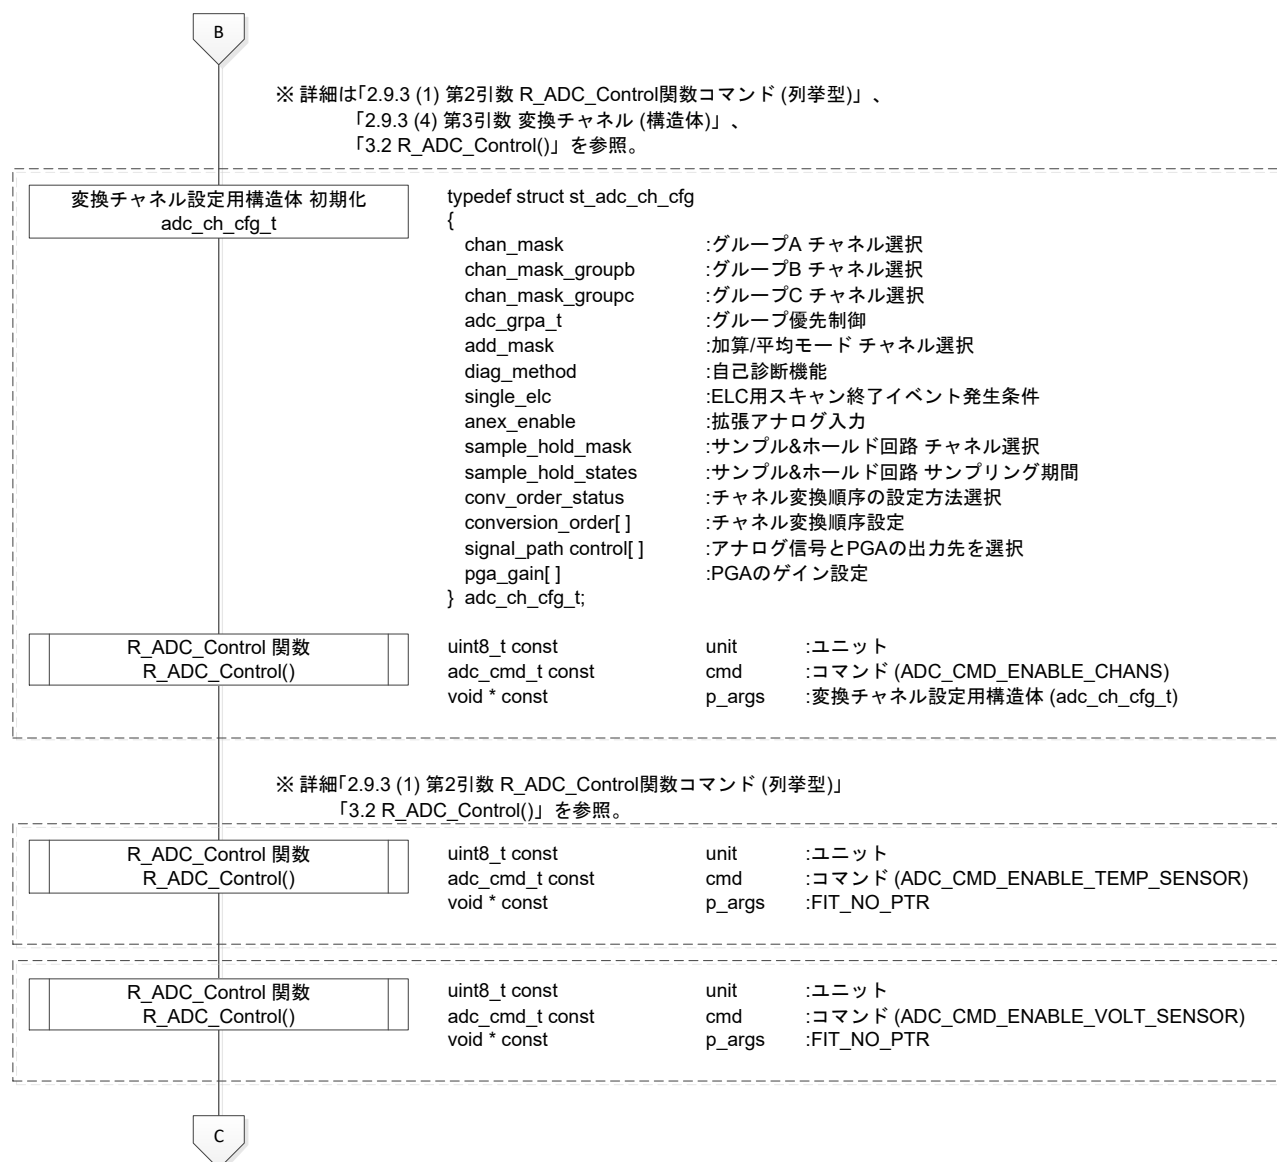 B
※ 詳細は「2.9.3 (1) 第2引数 R_ADC_Control関数コマンド (列挙型)」、
「2.9.3 (4) 第3引数 変換チャネル (構造体)」、
「3.2 R_ADC_Control()」を参照。
変換チャネル設定用構造体 初期化
adc_ch_cfg_t
typedef struct st_adc_ch_cfg
{
chan_mask :グループA チャネル選択
chan_mask_groupb :グループB チャネル選択
chan_mask_groupc :グループC チャネル選択
adc_grpa_t :グループ優先制御
add_mask :加算/平均モード チャネル選択
diag_method :自己診断機能
single_elc :ELC用スキャン終了イベント発生条件
anex_enable :拡張アナログ入力
sample_hold_mask :サンプル&ホールド回路 チャネル選択
sample_hold_states :サンプル&ホールド回路 サンプリング期間
conv_order_status :チャネル変換順序の設定方法選択
conversion_order[ ] :チャネル変換順序設定
signal_path control[ ] :アナログ信号とPGAの出力先を選択
pga_gain[ ] :PGAのゲイン設定
} adc_ch_cfg_t;
R_ADC_Control 関数
R_ADC_Control()
uint8_t const unit :ユニット
adc_cmd_t const cmd :コマンド (ADC_CMD_ENABLE_CHANS)
void * const p_args :変換チャネル設定用構造体 (adc_ch_cfg_t)
※ 詳細「2.9.3 (1) 第2引数 R_ADC_Control関数コマンド (列挙型)」
「3.2 R_ADC_Control()」を参照。
R_ADC_Control 関数
R_ADC_Control()
uint8_t const unit :ユニット
adc_cmd_t const cmd :コマンド (ADC_CMD_ENABLE_TEMP_SENSOR)
void * const p_args :FIT_NO_PTR
R_ADC_Control 関数
R_ADC_Control()
uint8_t const unit :ユニット
adc_cmd_t const cmd :コマンド (ADC_CMD_ENABLE_VOLT_SENSOR)
void * const p_args :FIT_NO_PTR
C